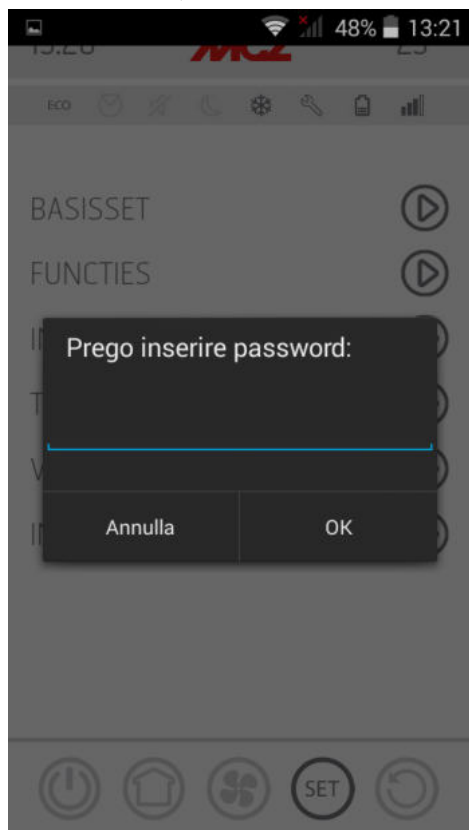 48% 13:21
MCZ
ECO
BASISSET
FUNCTIES
Prego inserire password:
Annulla OK
SET